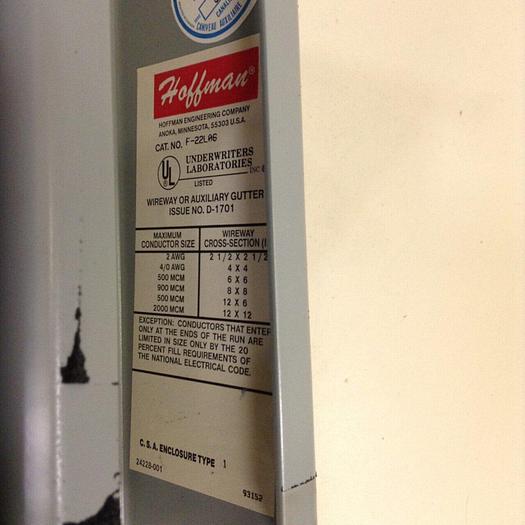 CANAL
CANIVEAU AUXILIAIRE
Hoffman®
HOFFMAN ENGINEERING COMPANY
ANOKA, MINNESOTA, 55303 U.S.A.
CAT. NO. F-22LA6
UL
UNDERWRITERS
LABORATORIES INC
LISTED
WIREWAY OR AUXILIARY GUTTER
ISSUE NO. D-1701
MAXIMUM WIREWAY
CONDUCTOR SIZE CROSS-SECTION (I
2 AWG 2 1/2 X 2 1/2
4/0 AWG 4 X 4
500 MCM 6 X 6
900 MCM 8 X 8
500 MCM 12 X 6
2000 MCM 12 X 12
EXCEPTION: CONDUCTORS THAT ENTER
ONLY AT THE ENDS OF THE RUN ARE
LIMITED IN SIZE ONLY BY THE 20
PERCENT FILL REQUIREMENTS OF
THE NATIONAL ELECTRICAL CODE.
C.S.A. ENCLOSURE TYPE 1
24228-001
93152